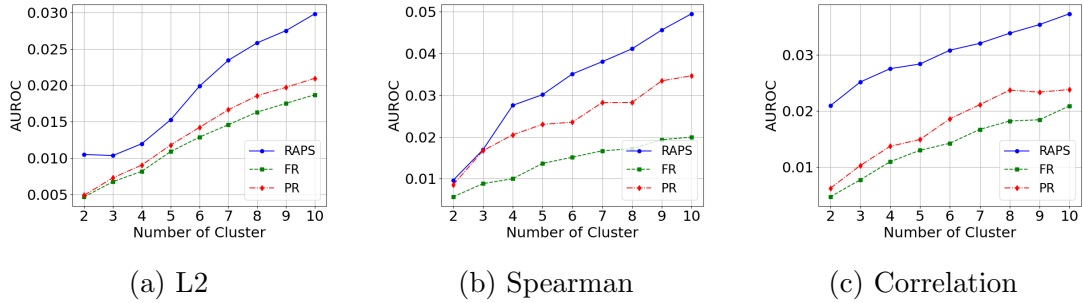 0.030
0.025
0.020
0.015
0.010
0.005
AUROC
2 3 4 5 6 7 8 9 10
Number of Cluster
RAPS
FR
PR
(a) L2
0.05
0.04
0.03
0.02
0.01
AUROC
2 3 4 5 6 7 8 9 10
Number of Cluster
RAPS
FR
PR
(b) Spearman
0.03
0.02
0.01
AUROC
2 3 4 5 6 7 8 9 10
Number of Cluster
RAPS
FR
PR
(c) Correlation